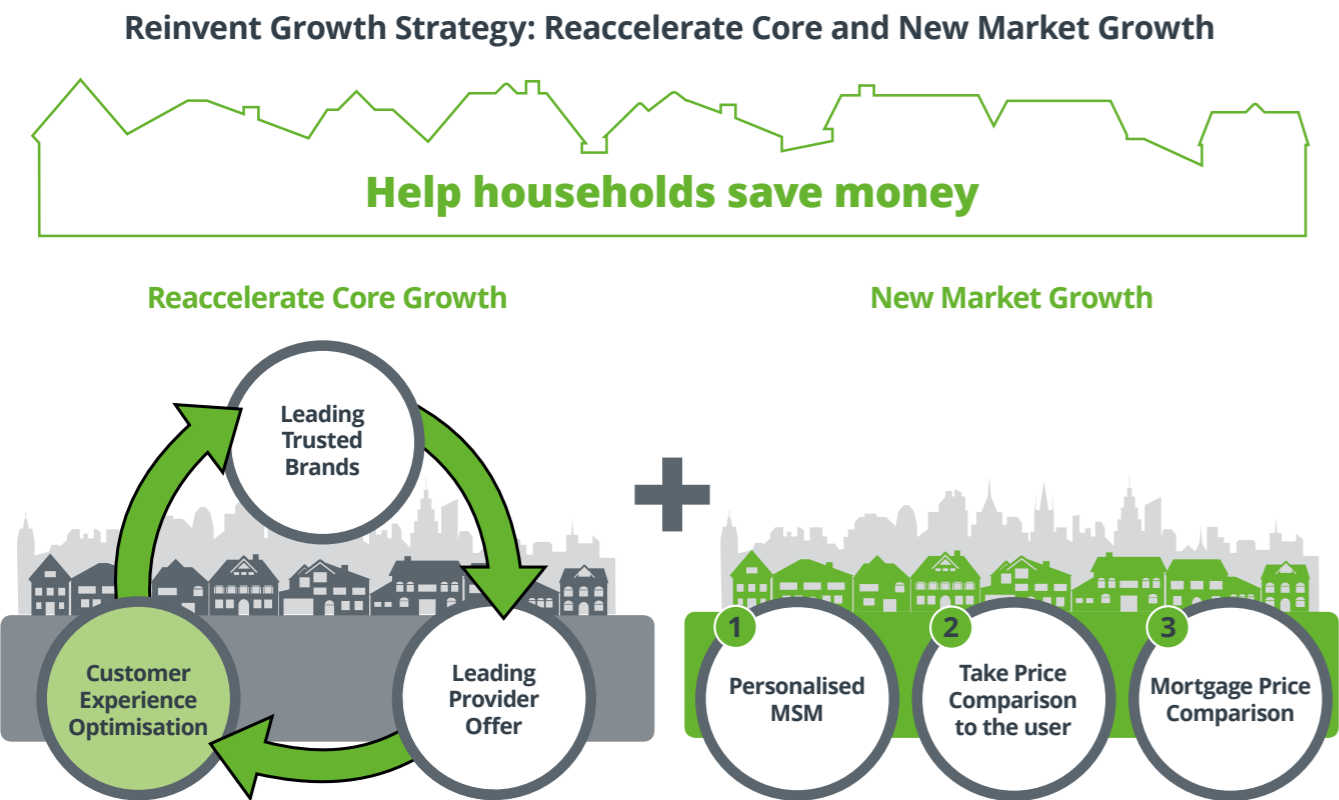 Reinvent Growth Strategy: Reaccelerate Core and New Market Growth
Help households save money
Reaccelerate Core Growth
Leading
Trusted
Brands
Customer
Experience
Optimisation
Leading
Provider
Offer
New Market Growth
1
Personalised
MSM
2
Take Price
Comparison
to the user
3
Mortgage Price
Comparison